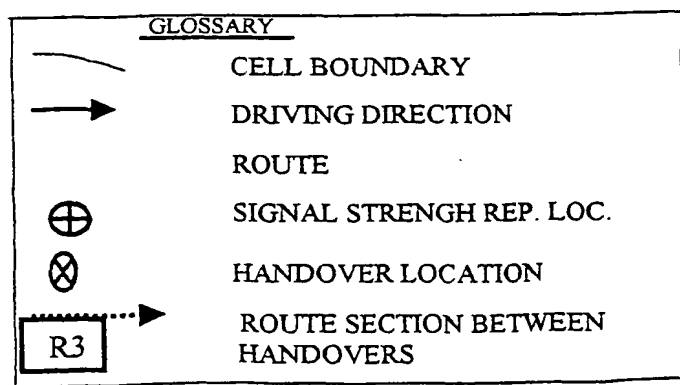 GLOSSARY
CELL BOUNDARY
DRIVING DIRECTION
ROUTE
SIGNAL STRENGH REP. LOC.
HANDOVER LOCATION
ROUTE SECTION BETWEEN
HANDOVERS
R3